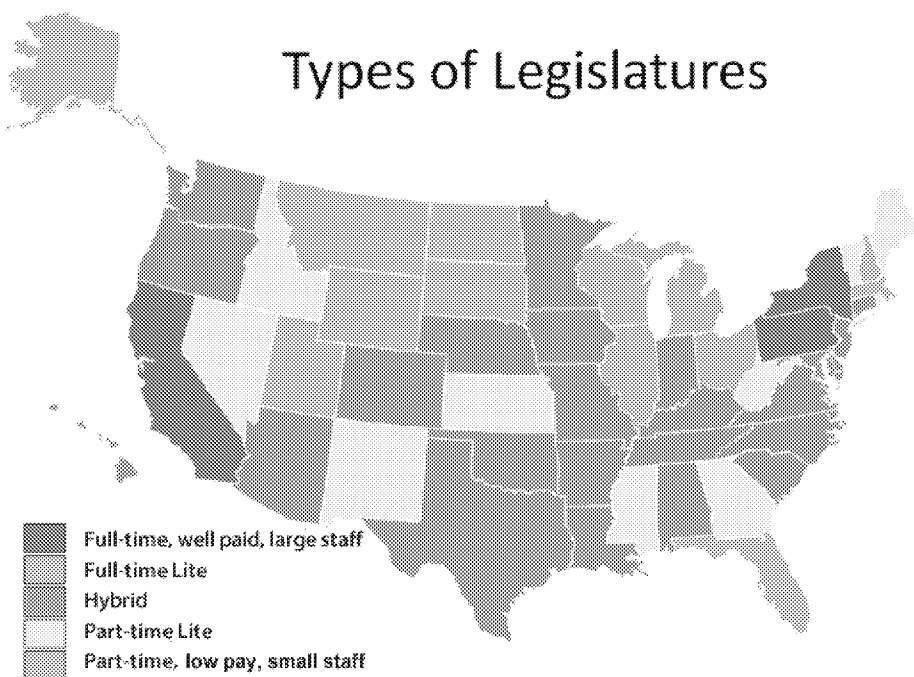 Types of Legislatures
Full-time, well paid, large staff
Full-time Lite
Hybrid
Part-time Lite
Part-time, low pay, small staff